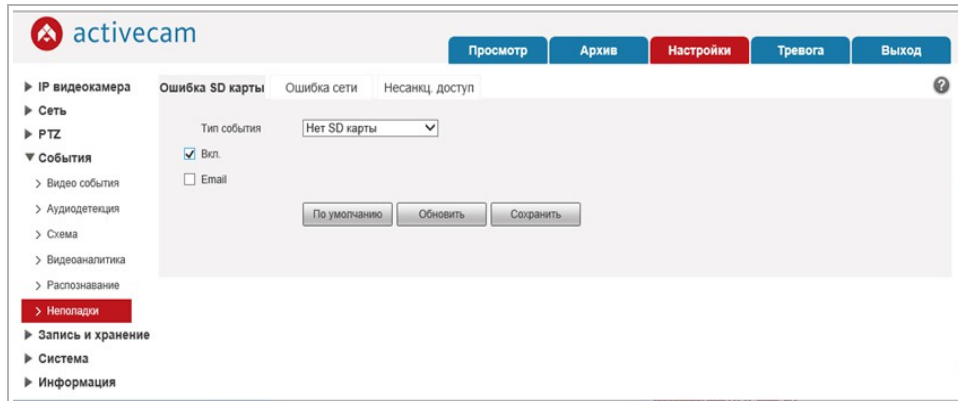 activecam
Просмотр
Архив
Настройки
Тревога
Выход
IP видеокамера
Сеть
PTZ
События
Видео события
Аудиодетекция
Схема
Видеоаналитика
Распознавание
Неполадки
Запись и хранение
Система
Информация
Ошибка SD карты
Ошибка сети
Несанкц. доступ
?
Тип события
Нет SD карты
Вкл.
Email
По умолчанию
Обновить
Сохранить